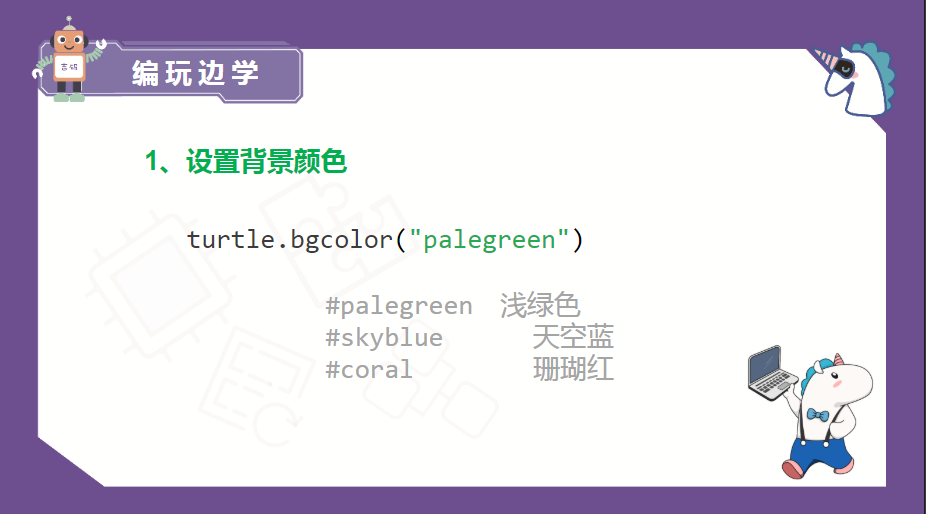 编玩边学
1、设置背景颜色
turtle.bgcolor("palegreen")
#palegreen 浅绿色
#skyblue 天空蓝
#coral 珊瑚红